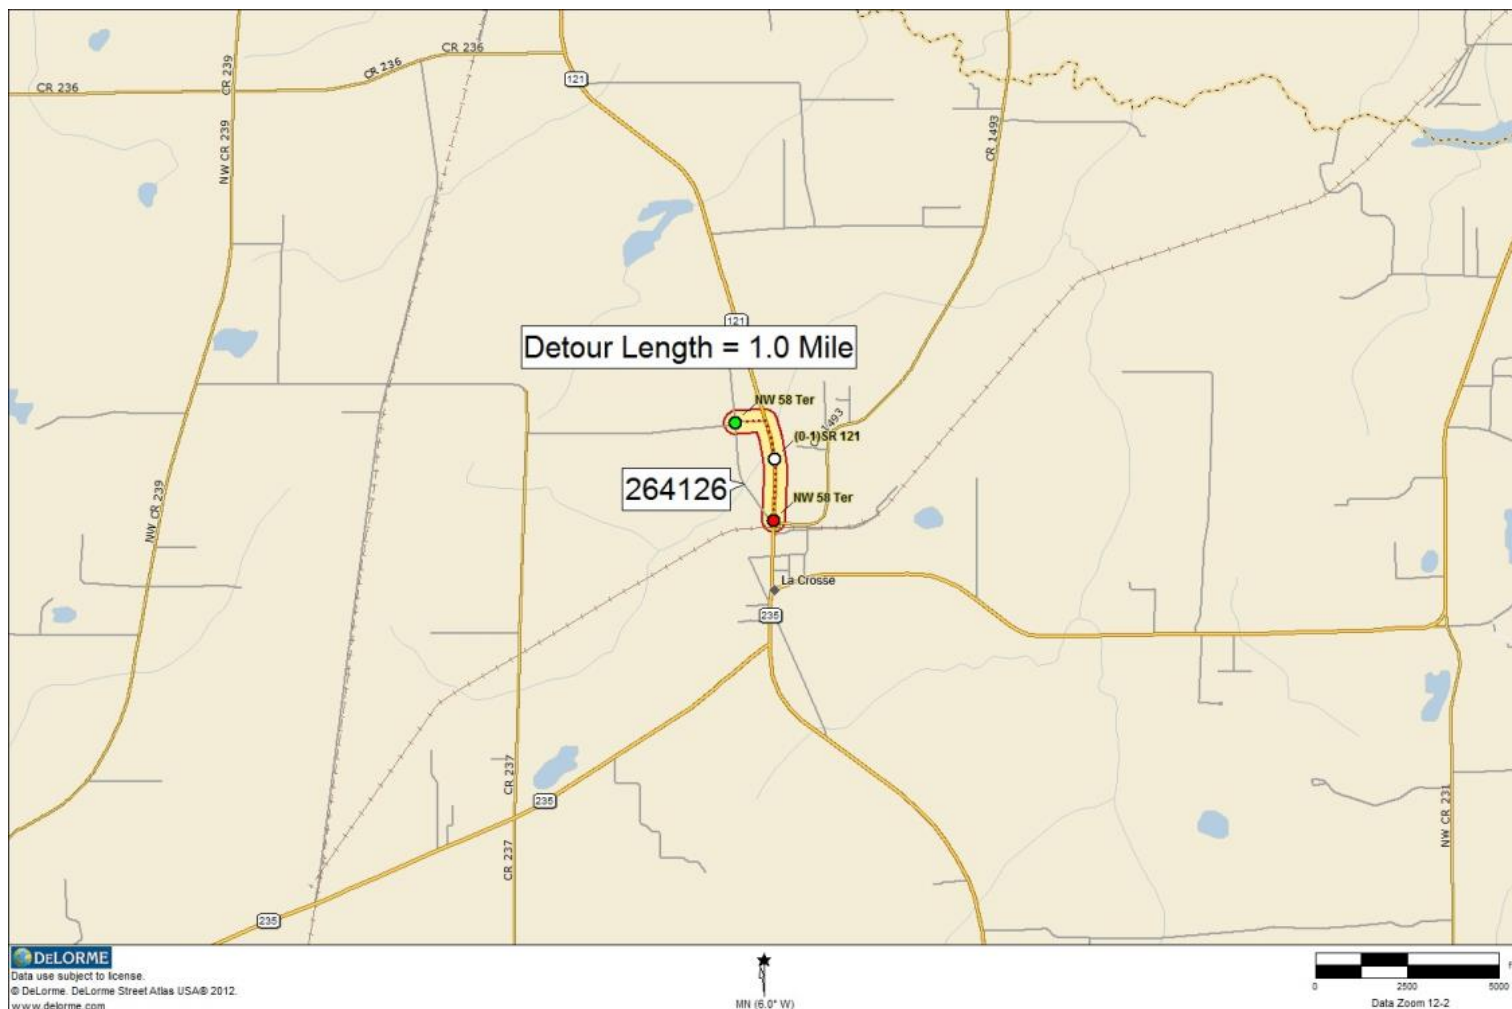 CR 236
CR 236
CR 236
CR 239
NW CR 239
121
CR 1493
121
Detour Length = 1.0 Mile
NW 58 Ter
1493
(0-1)SR 121
264126
NW 58 Ter
NW CR 239
La Crosse
235
CR 237
235
CR 237
NW CR 231
235
DELORME
Data use subject to license.
© DeLorme. DeLorme Street Atlas USA® 2012.
www.delorme.com
MN (6.0° W)
0 2500 5000
Data Zoom 12-2